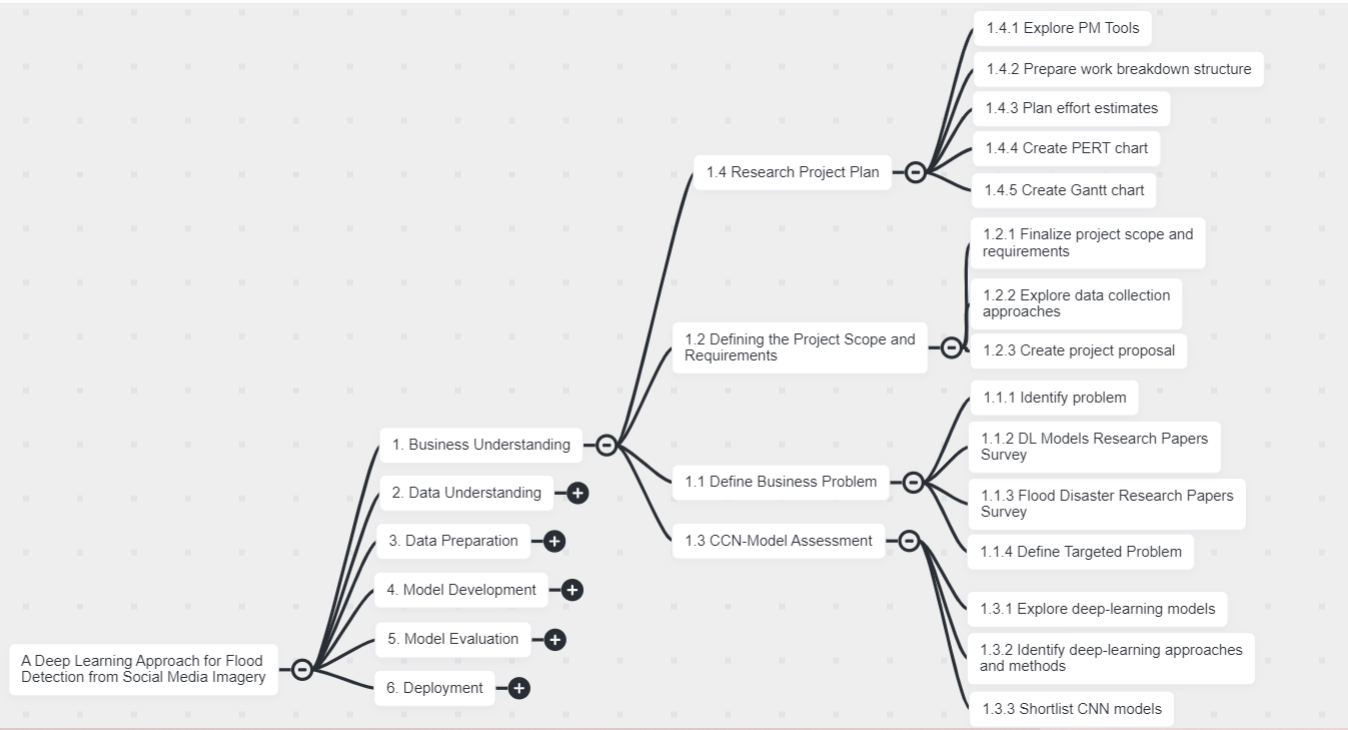 A Deep Learning Approach for Flood
Detection from Social Media Imagery
1. Business Understanding
2. Data Understanding
3. Data Preparation
4. Model Development
5. Model Evaluation
6. Deployment
1.4 Research Project Plan
1.4.1 Explore PM Tools
1.4.2 Prepare work breakdown structure
1.4.3 Plan effort estimates
1.4.4 Create PERT chart
1.4.5 Create Gantt chart
1.2 Defining the Project Scope and
Requirements
1.2.1 Finalize project scope and
requirements
1.2.2 Explore data collection
approaches
1.2.3 Create project proposal
1.1 Define Business Problem
1.1.1 Identify problem
1.1.2 DL Models Research Papers
Survey
1.1.3 Flood Disaster Research Papers
Survey
1.1.4 Define Targeted Problem
1.3 CCN-Model Assessment
1.3.1 Explore deep-learning models
1.3.2 Identify deep-learning approaches
and methods
1.3.3 Shortlist CNN models